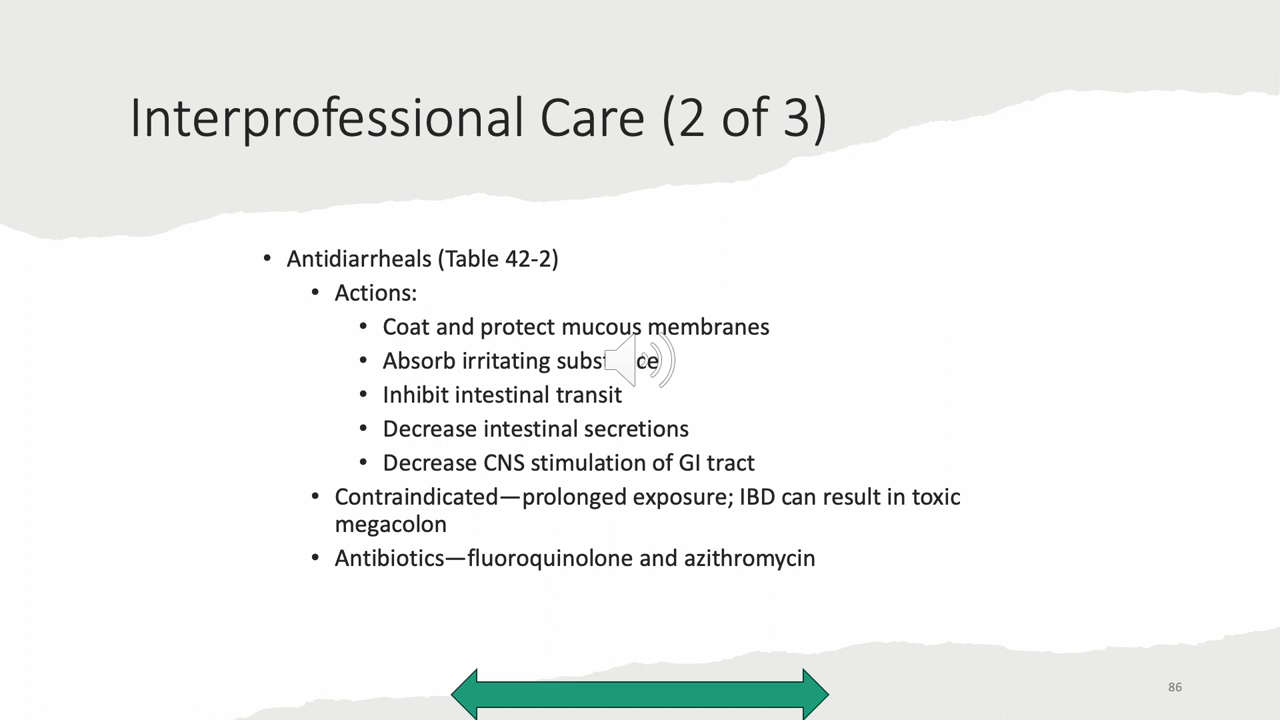 Interprofessional Care (2 of 3)
• Antidiarrheals (Table 42-2)
• Actions:
• Coat and protect mucous membranes
• Absorb irritating
• Inhibit intestinal transit
• Decrease intestinal secretions
• Decrease CNS stimulation of GI tract
• Contraindicated—prolonged exposure; IBD can result in toxic
megacolon
• Antibiotics—fluoroquinolone and azithromycin
86